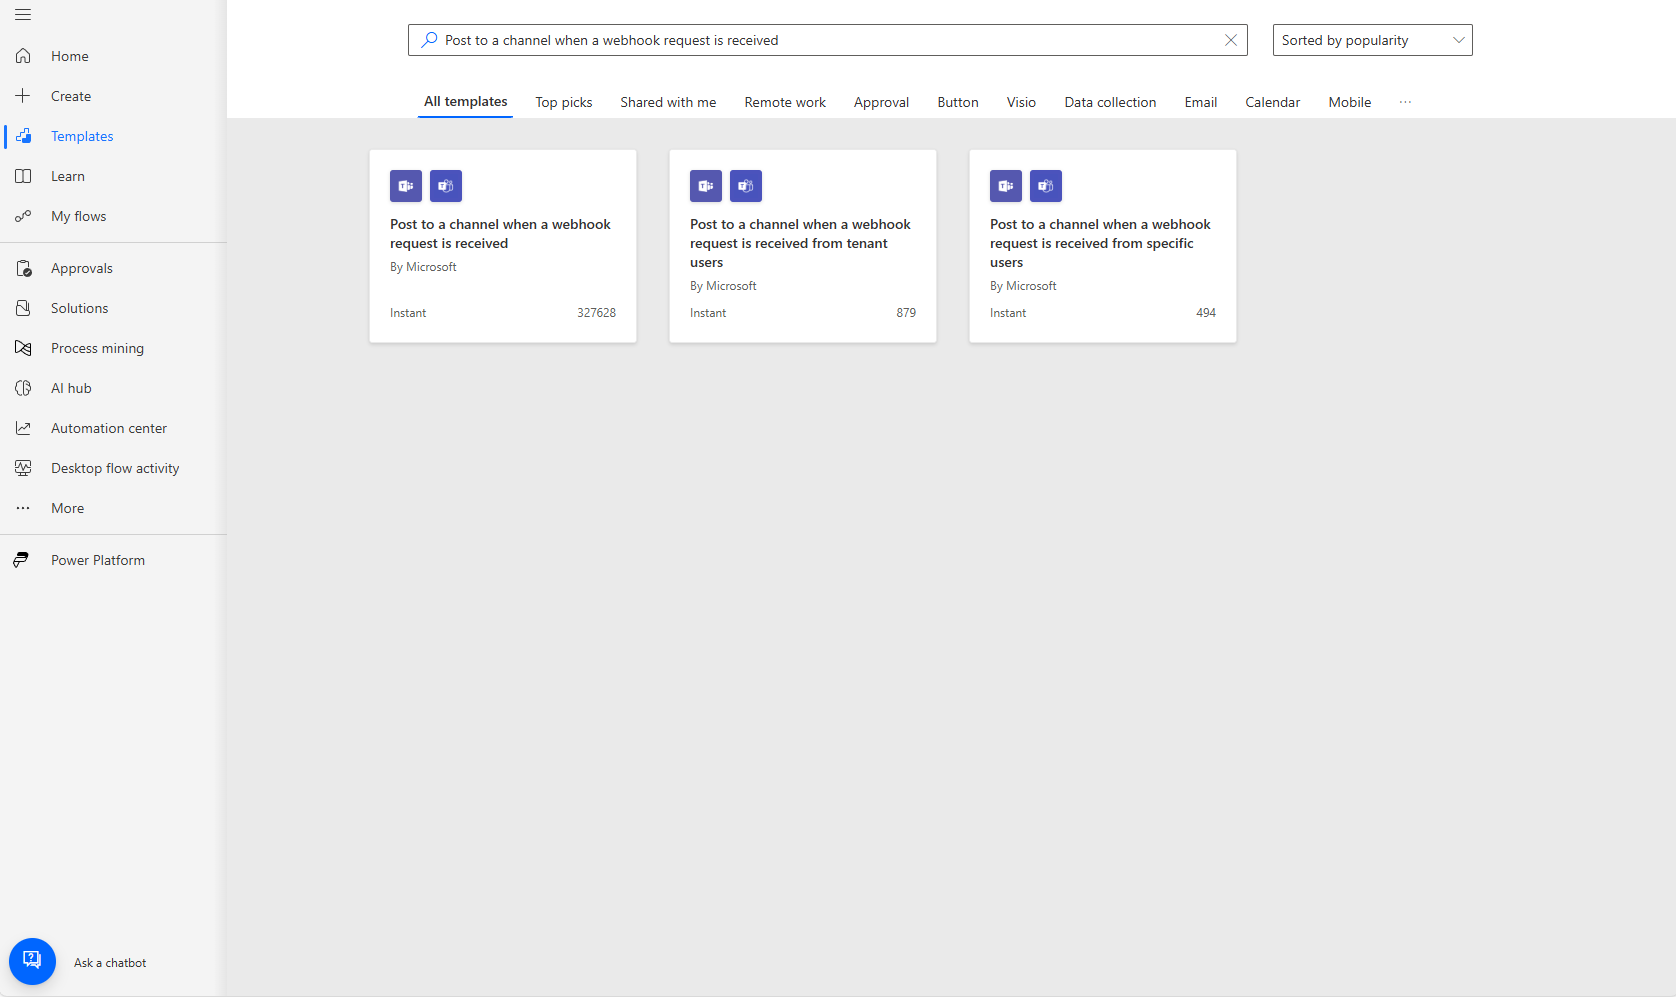 Home
Create
Templates
Learn
My flows
Approvals
Solutions
Process mining
AI hub
Automation center
Desktop flow activity
More
Power Platform
Ask a chatbot
Post to a channel when a webhook request is received
Sorted by popularity
All templates
Top picks
Shared with me
Remote work
Approval
Button
Visio
Data collection
Email
Calendar
Mobile
Post to a channel when a webhook
request is received
By Microsoft
Instant 327628
Post to a channel when a webhook
request is received from tenant
users
By Microsoft
Instant 879
Post to a channel when a webhook
request is received from specific
users
By Microsoft
Instant 494